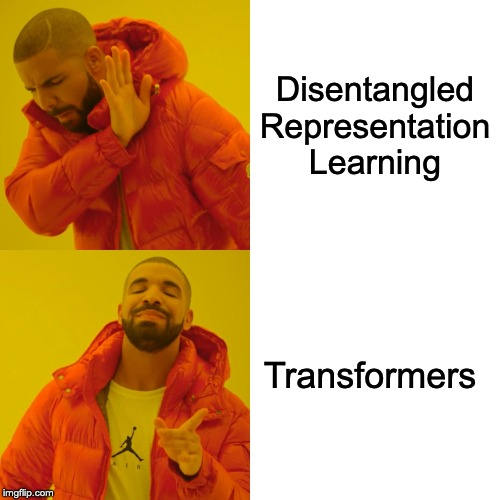 Disentangled
Representation
Learning
Transformers
imgflip.com